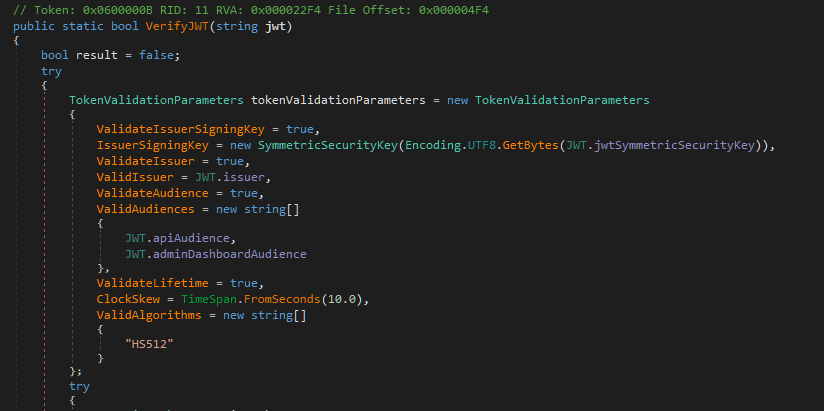 // Token: 0x0600000B RID: 11 RVA: 0x000022F4 File Offset: 0x000004F4
public static bool VerifyJWT(string jwt)
{
bool result = false;
try
{
TokenValidationParameters tokenValidationParameters = new TokenValidationParameters
{
ValidateIssuerSigningKey = true,
IssuerSigningKey = new SymmetricSecurityKey(Encoding.UTF8.GetBytes(JWT.jwtSymmetricSecurityKey)),
ValidateIssuer = true,
ValidIssuer = JWT.issuer,
ValidateAudience = true,
ValidAudiences = new string[]
{
JWT.apiAudience,
JWT.adminDashboardAudience
},
ValidateLifetime = true,
ClockSkew = TimeSpan.FromSeconds(10.0),
ValidAlgorithms = new string[]
{
"HS512"
}
};
try
{